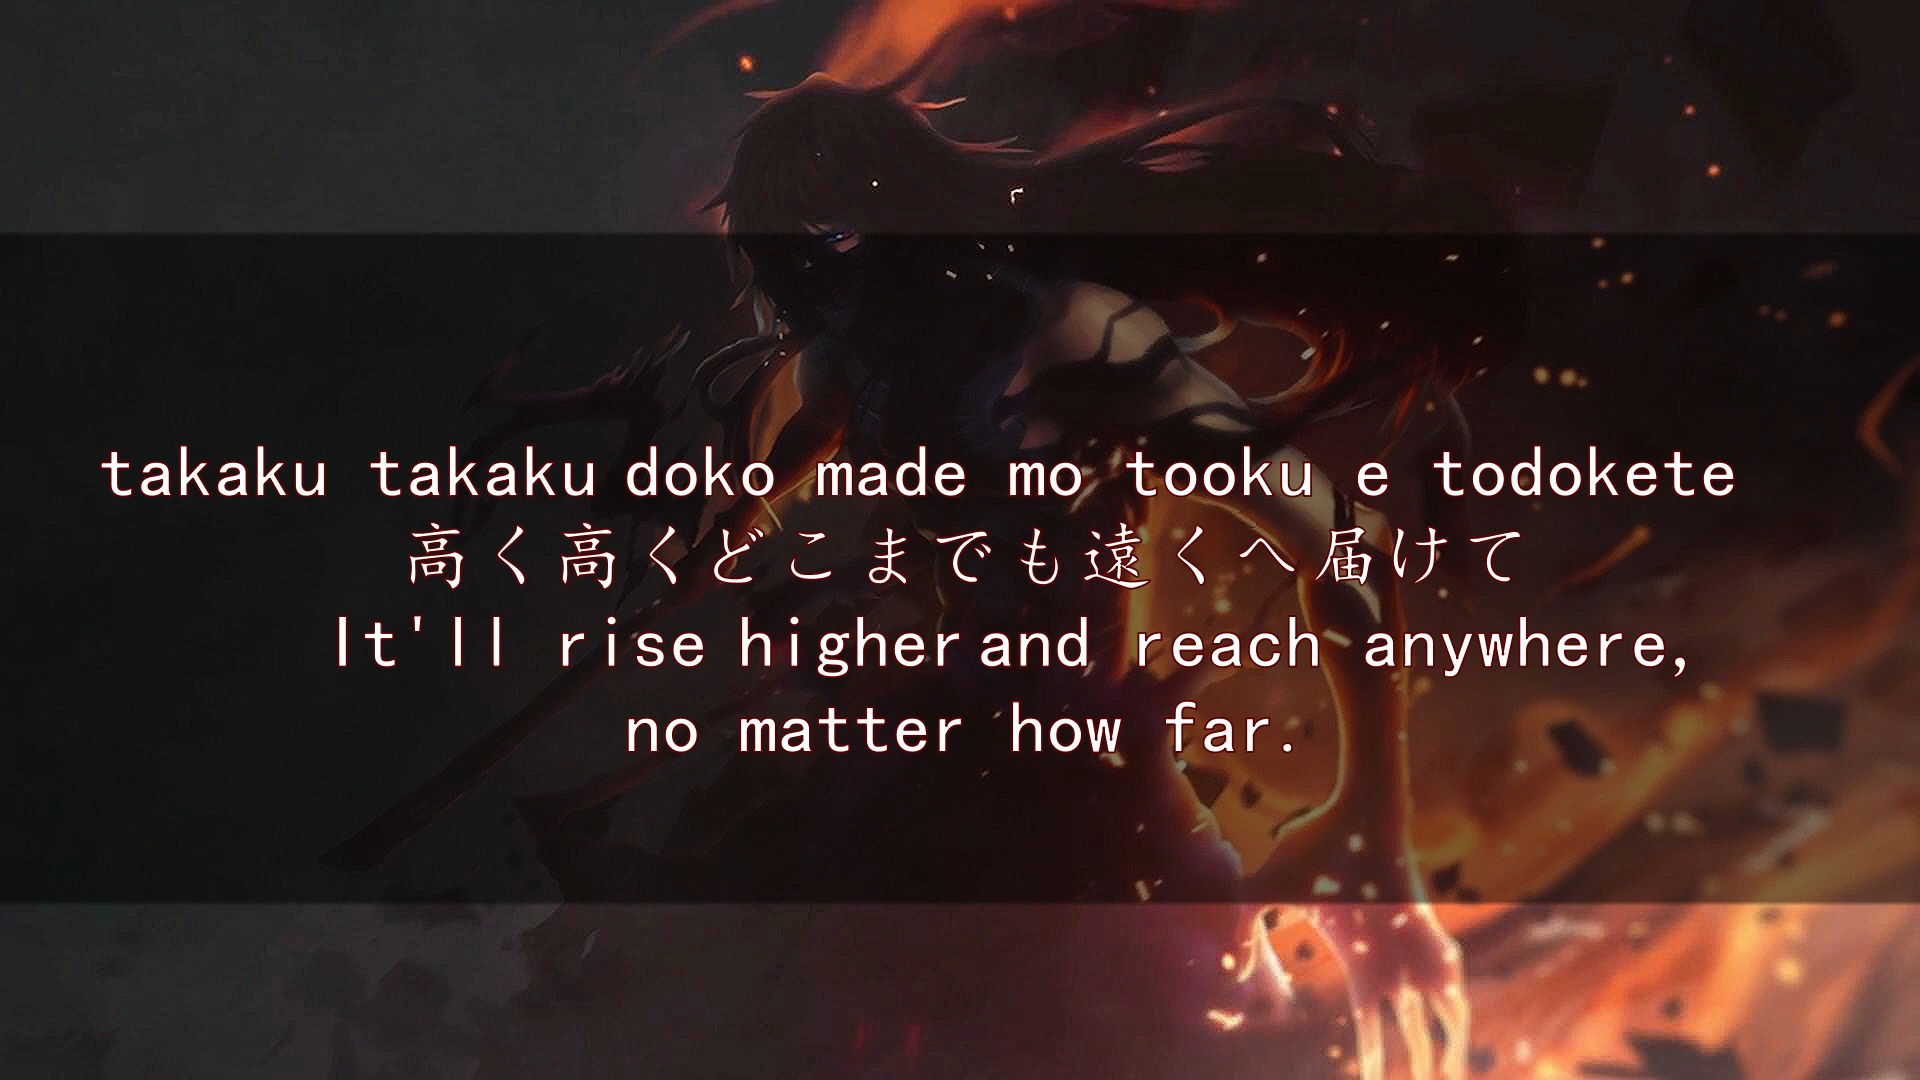 takaku takaku doko made mo tooku e todokete
高く高くどこまでも遠くへ届けて
It'll rise higher and reach anywhere,
no matter how far.